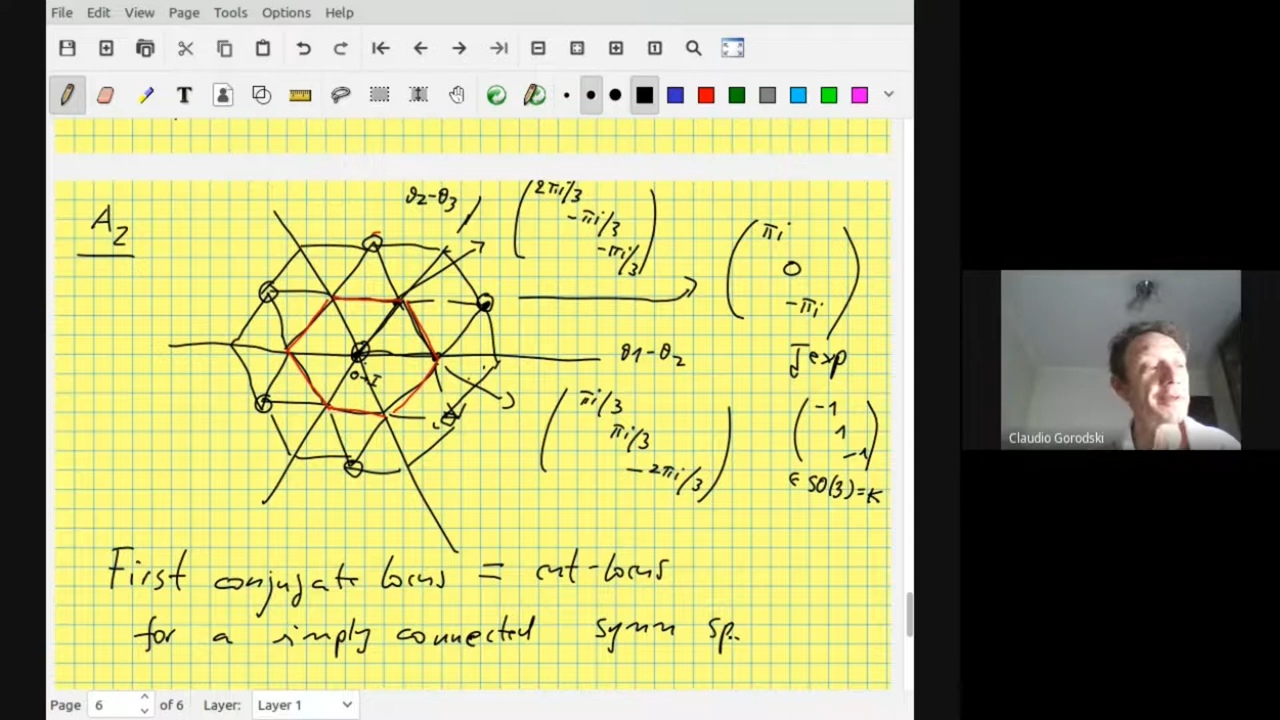 File Edit View Page Tools Options Help
A2
θ2-θ3
2πi/3
-πi/3
-πi/3
πi
0
-πi
θ1-θ2
exp
0-I
πi/3
πi/3
-2πi/3
-1
1
-1
∈ SO(3)=K
Claudio Gorodski
First conjugate locus = cut-locus
for a simply connected symm sp.
Page 6 of 6 Layer: Layer 1